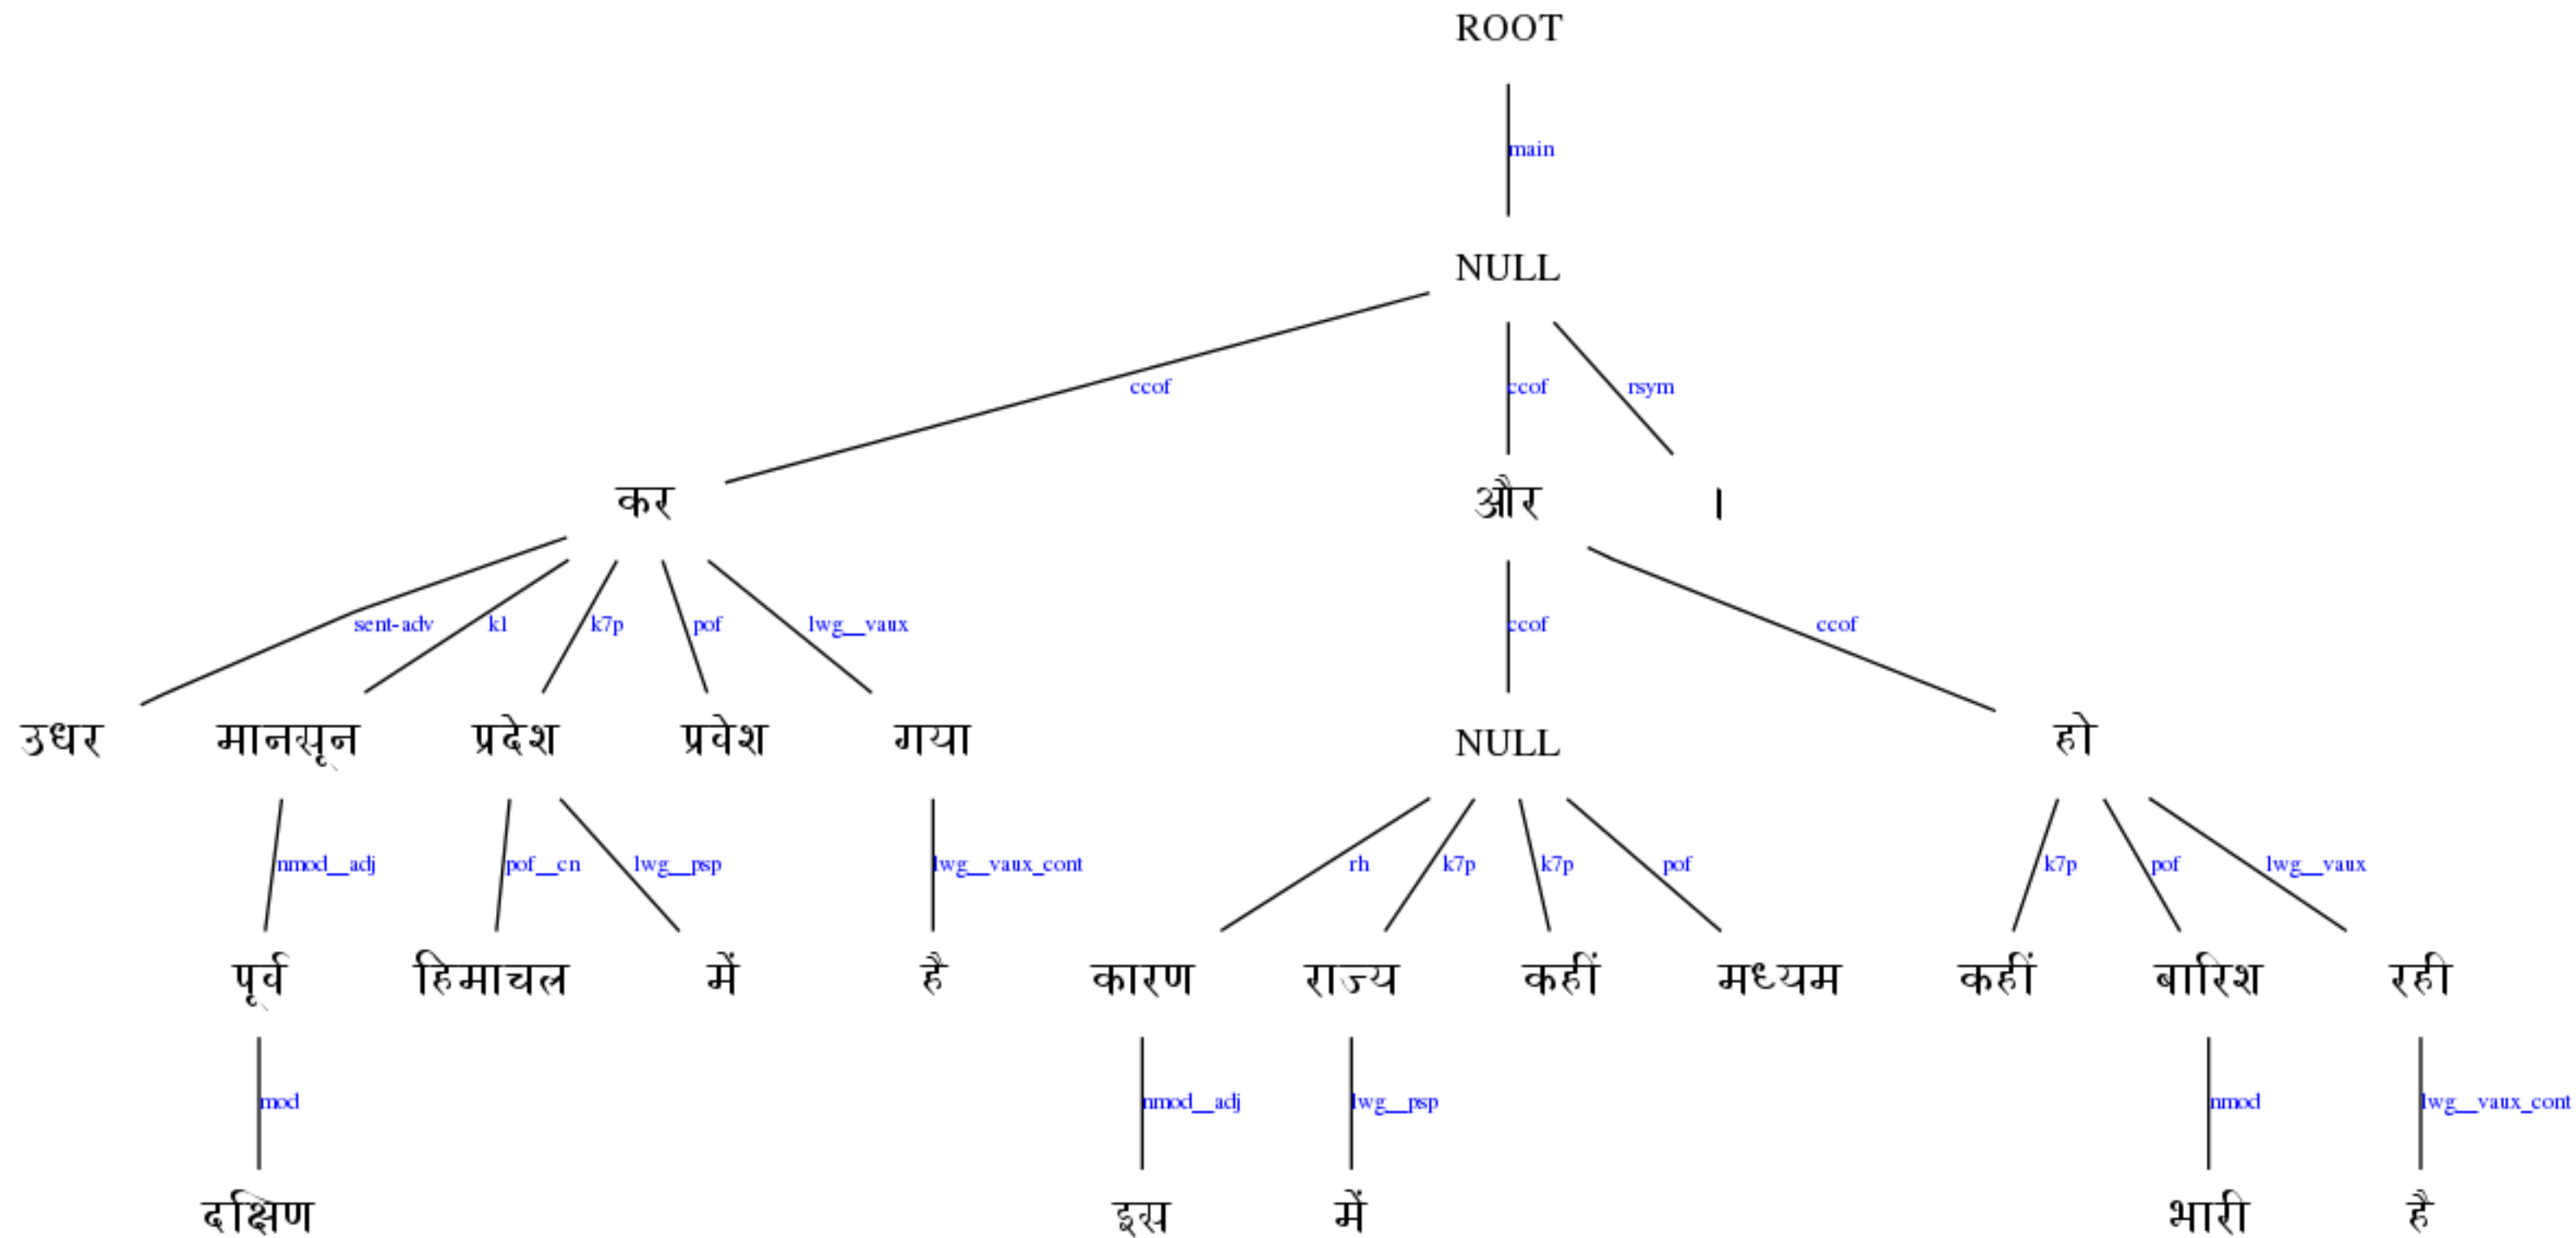 ROOT
main
NULL
ccof ccof rsym
कर और ।
sent-adv k1 k7p pof lwg__vaux ccof ccof
उधर मानसून प्रदेश प्रवेश गया NULL हो
nmod__adj pof__cn lwg__psp lwg__vaux_cont rh k7p k7p pof k7p pof lwg__vaux
पूर्व हिमाचल में है कारण राज्य कहीं मध्यम कहीं बारिश रही
mod nmod__adj lwg__psp nmod lwg__vaux_cont
दक्षिण इस में भारी है